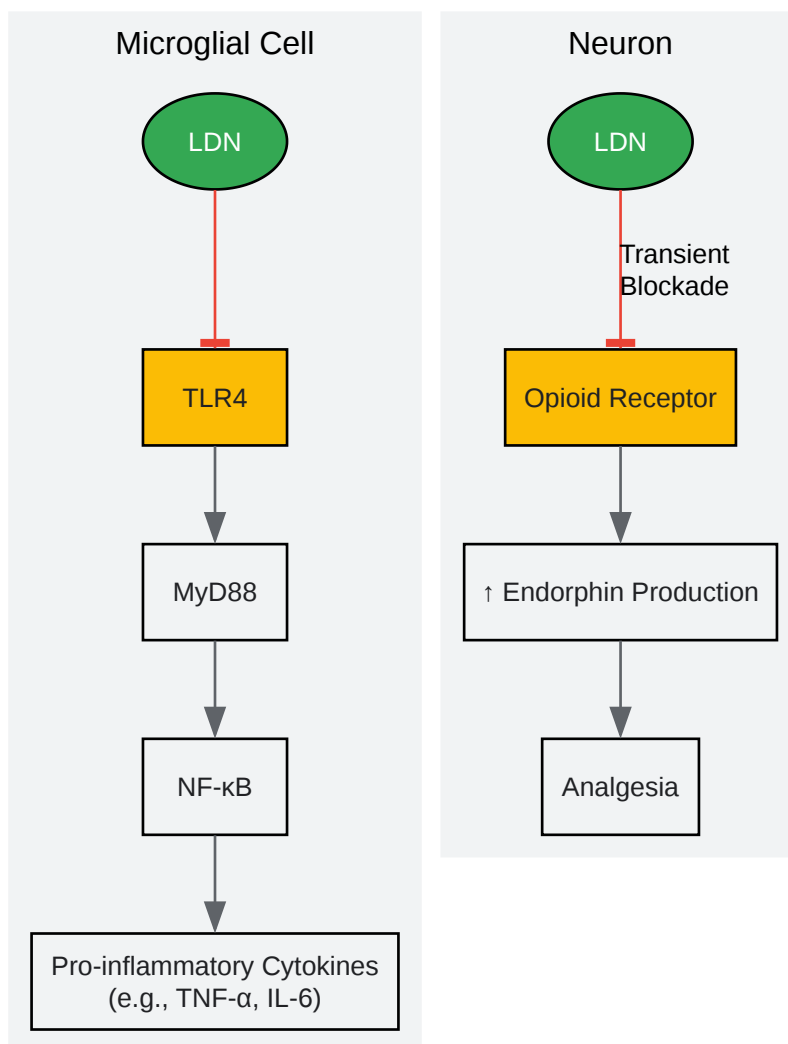 Microglial Cell
LDN
TLR4
MyD88
NF-κB
Pro-inflammatory Cytokines
(e.g., TNF-α, IL-6)
Neuron
LDN
Transient
Blockade
Opioid Receptor
↑ Endorphin Production
Analgesia